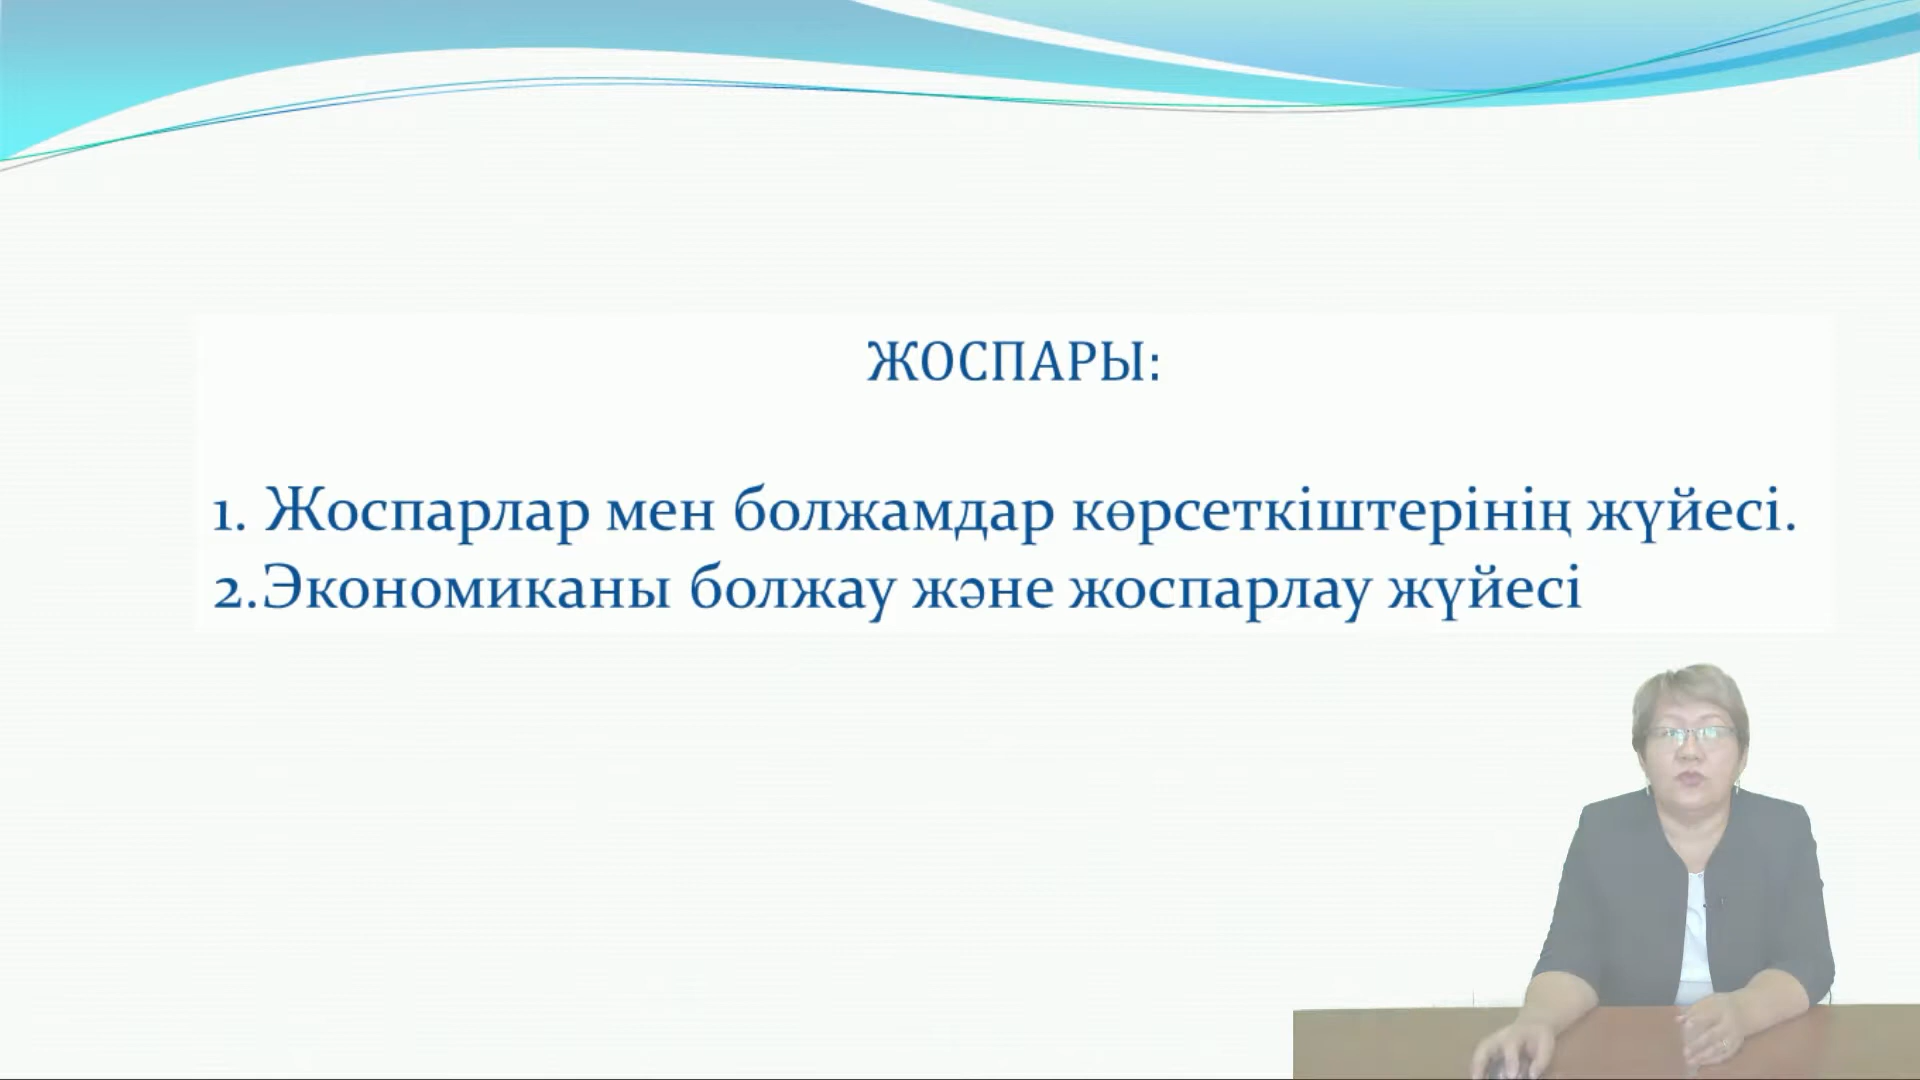 ЖОСПАРЫ:
1. Жоспарлар мен болжамдар көрсеткіштерінің жүйесі.
2.Экономиканы болжау және жоспарлау жүйесі